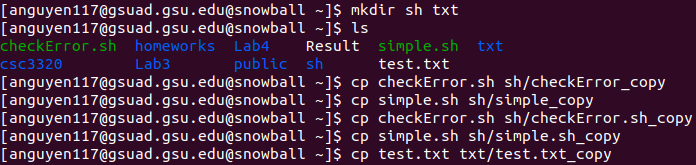 [anguyen117@gsuad.gsu.edu@snowball ~]$ mkdir sh txt
[anguyen117@gsuad.gsu.edu@snowball ~]$ ls
checkError.sh  homeworks  Lab4    Result  simple.sh  txt
csc3320        Lab3       public  sh      test.txt
[anguyen117@gsuad.gsu.edu@snowball ~]$ cp checkError.sh sh/checkError_copy
[anguyen117@gsuad.gsu.edu@snowball ~]$ cp simple.sh sh/simple_copy
[anguyen117@gsuad.gsu.edu@snowball ~]$ cp checkError.sh sh/checkError.sh_copy
[anguyen117@gsuad.gsu.edu@snowball ~]$ cp simple.sh sh/simple.sh_copy
[anguyen117@gsuad.gsu.edu@snowball ~]$ cp test.txt txt/test.txt_copy